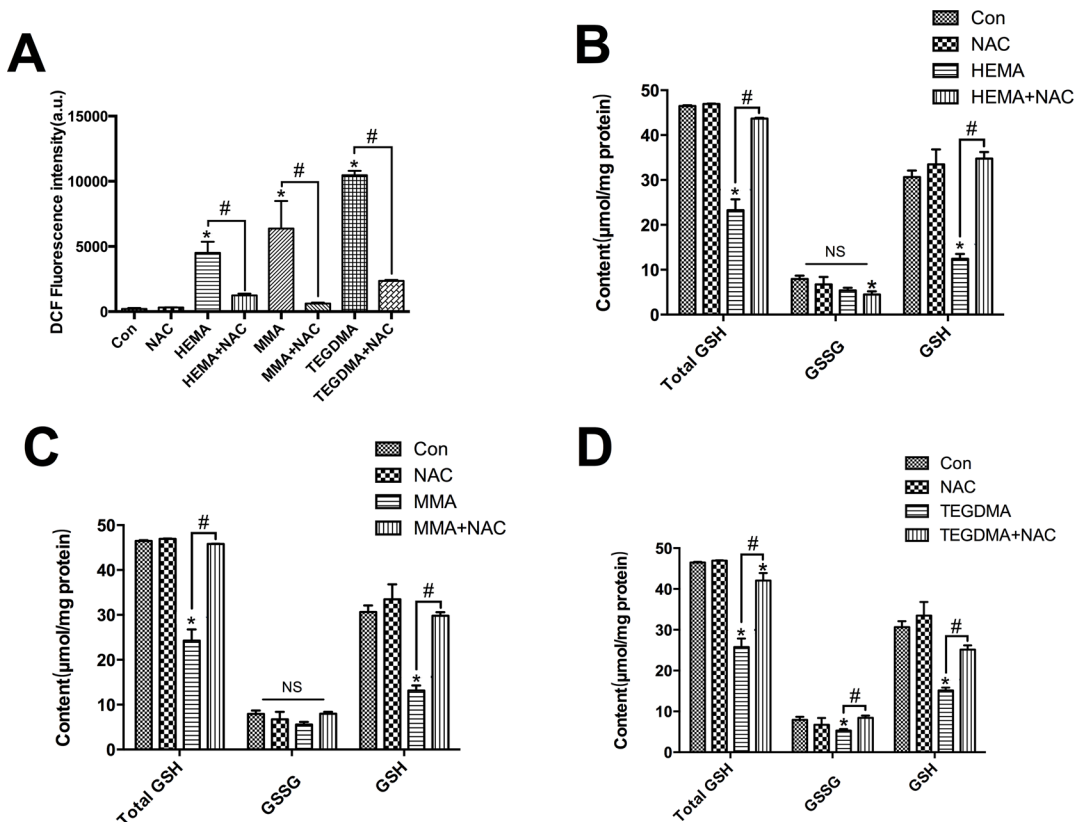 A
DCF Fluorescence intensity(a.u.)
15000
10000
5000
0
*
#
*
#
*
#
Con
NAC
HEMA
HEMA+NAC
MMA
MMA+NAC
TEGDMA
TEGDMA+NAC
B
Con
NAC
HEMA
HEMA+NAC
Content(μmol/mg protein)
50
40
30
20
10
0
*
#
NS
*
*
#
Total GSH
GSSG
GSH
C
Con
NAC
MMA
MMA+NAC
Content(μmol/mg protein)
50
40
30
20
10
0
*
#
NS
*
#
Total GSH
GSSG
GSH
D
Con
NAC
TEGDMA
TEGDMA+NAC
Content(μmol/mg protein)
50
40
30
20
10
0
*
#
*
*
#
*
#
Total GSH
GSSG
GSH